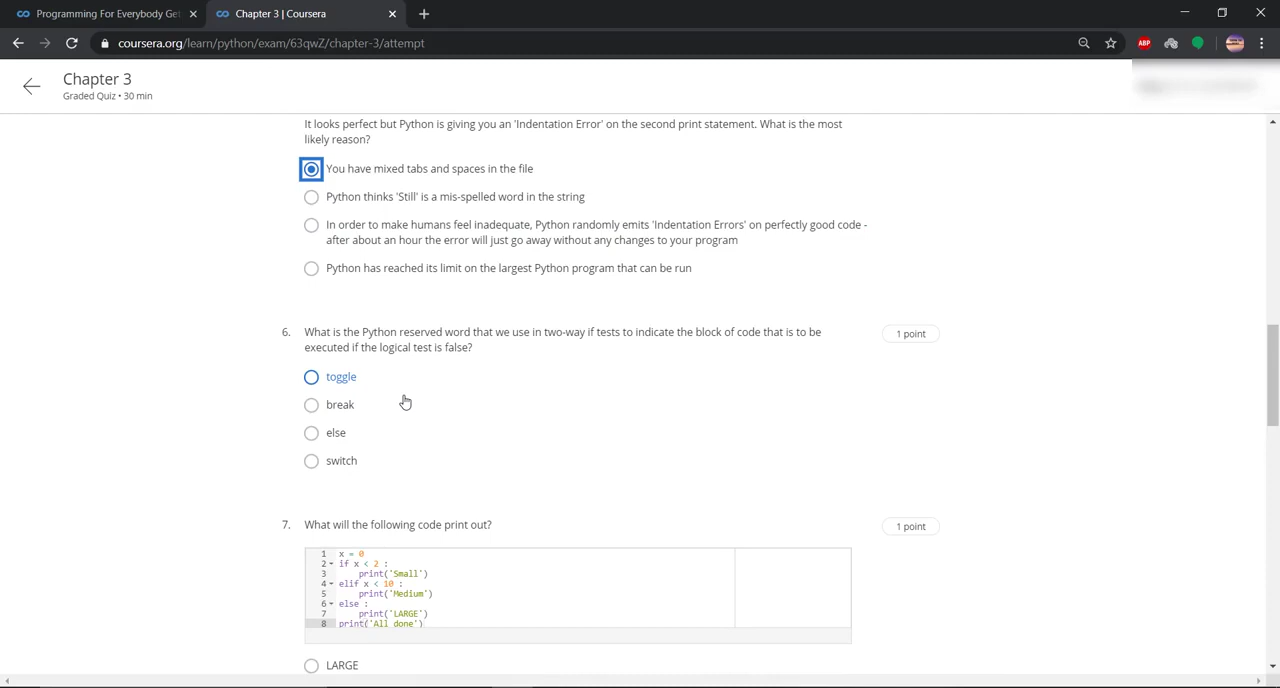 Programming For Everybody Get
Chapter 3 | Coursera
coursera.org/learn/python/exam/63qwZ/chapter-3/attempt
ABP
Chapter 3
Graded Quiz • 30 min
It looks perfect but Python is giving you an 'Indentation Error' on the second print statement. What is the most
likely reason?
You have mixed tabs and spaces in the file
Python thinks 'Still' is a mis-spelled word in the string
In order to make humans feel inadequate, Python randomly emits 'Indentation Errors' on perfectly good code -
after about an hour the error will just go away without any changes to your program
Python has reached its limit on the largest Python program that can be run
6. What is the Python reserved word that we use in two-way if tests to indicate the block of code that is to be 1 point
executed if the logical test is false?
toggle
break
else
switch
7. What will the following code print out? 1 point
1 x = 0
2 if x < 2 :
3 print('Small')
4 elif x < 10 :
5 print('Medium')
6 else :
7 print('LARGE')
8 print('All done')
LARGE